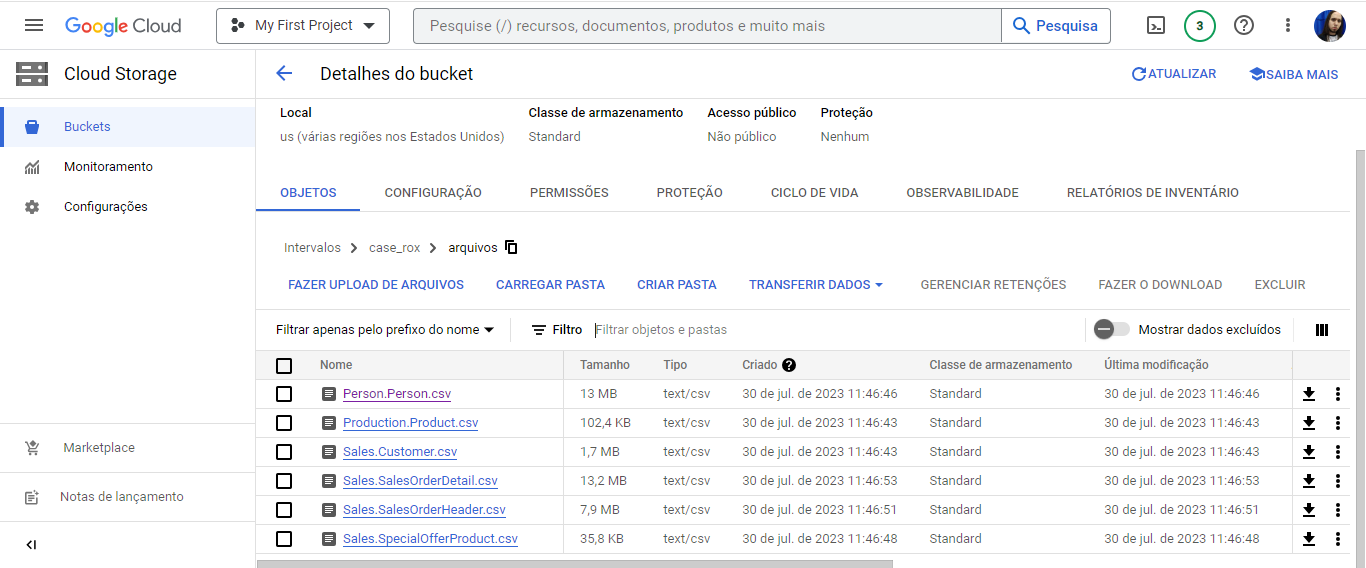 Google Cloud My First Project Pesquise (/) recursos, documentos, produtos e muito mais Pesquisa 3
Cloud Storage Detalhes do bucket ATUALIZAR SAIBA MAIS
Buckets
Monitoramento
Configurações
Marketplace
Notas de lançamento
Local Classe de armazenamento Acesso público Proteção
us (várias regiões nos Estados Unidos) Standard Não público Nenhum
OBJETOS CONFIGURAÇÃO PERMISSÕES PROTEÇÃO CICLO DE VIDA OBSERVABILIDADE RELATÓRIOS DE INVENTÁRIO
Intervalos case_rox arquivos
FAZER UPLOAD DE ARQUIVOS CARREGAR PASTA CRIAR PASTA TRANSFERIR DADOS GERENCIAR RETENÇÕES FAZER O DOWNLOAD EXCLUIR
Filtrar apenas pelo prefixo do nome Filtro Filtrar objetos e pastas Mostrar dados excluídos
Nome Tamanho Tipo Criado Classe de armazenamento Última modificação
Person.Person.csv 13 MB text/csv 30 de jul. de 2023 11:46:46 Standard 30 de jul. de 2023 11:46:46
Production.Product.csv 102,4 KB text/csv 30 de jul. de 2023 11:46:43 Standard 30 de jul. de 2023 11:46:43
Sales.Customer.csv 1,7 MB text/csv 30 de jul. de 2023 11:46:43 Standard 30 de jul. de 2023 11:46:43
Sales.SalesOrderDetail.csv 13,2 MB text/csv 30 de jul. de 2023 11:46:53 Standard 30 de jul. de 2023 11:46:53
Sales.SalesOrderHeader.csv 7,9 MB text/csv 30 de jul. de 2023 11:46:51 Standard 30 de jul. de 2023 11:46:51
Sales.SpecialOfferProduct.csv 35,8 KB text/csv 30 de jul. de 2023 11:46:48 Standard 30 de jul. de 2023 11:46:48